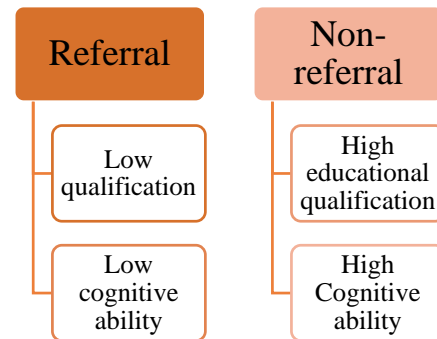 Referral
Low
qualification
Low
cognitive
ability
Non-
referral
High
educational
qualification
High
Cognitive
ability